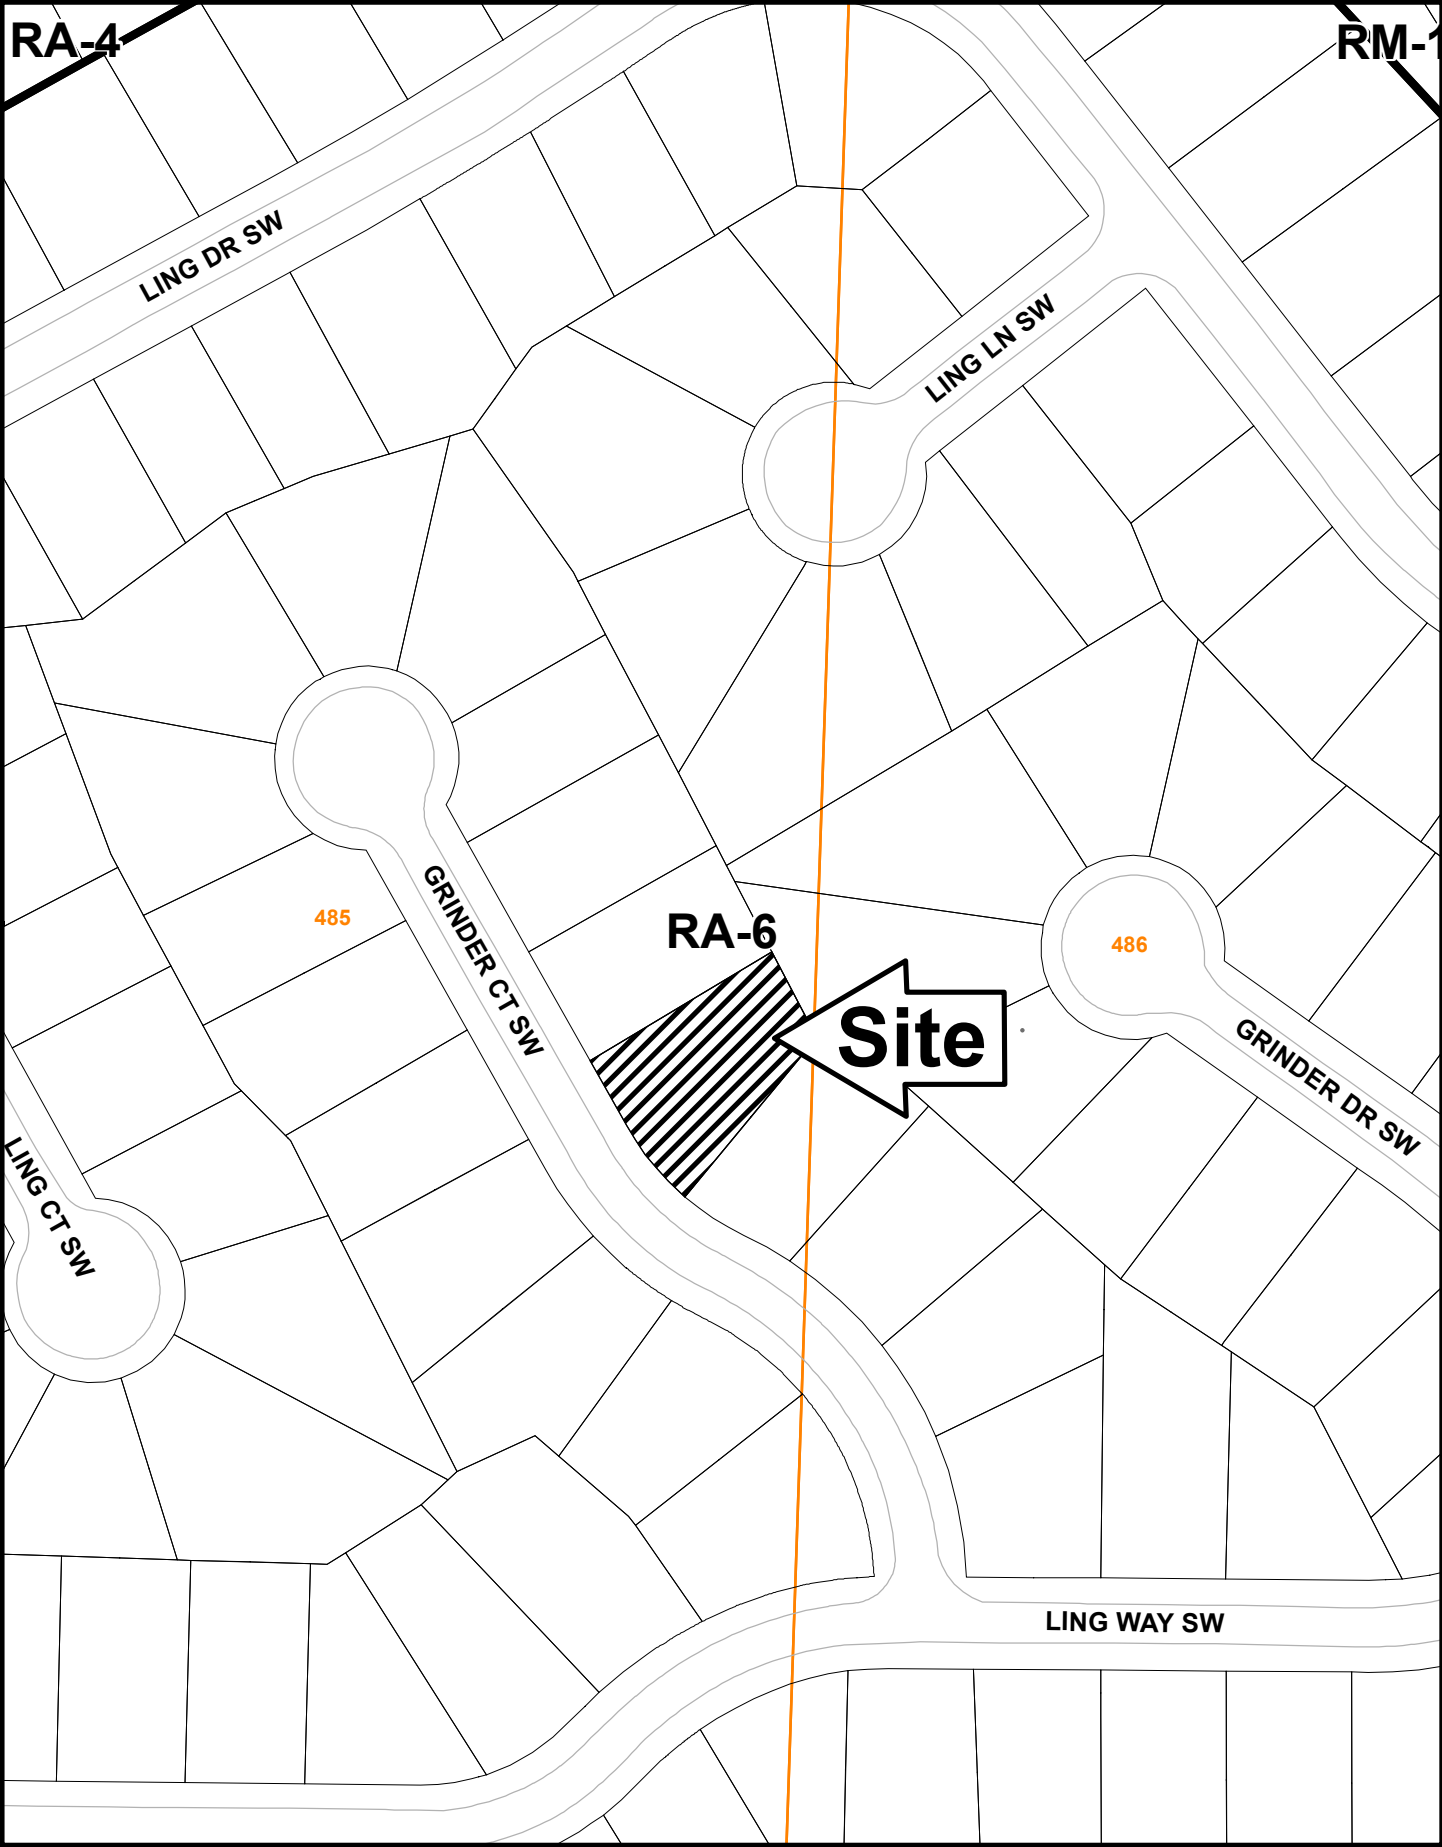 RA-4
RM-1
LING DR SW
LING LN SW
GRINDER CT SW
485
RA-6
486
Site
GRINDER DR SW
LING CT SW
LING WAY SW